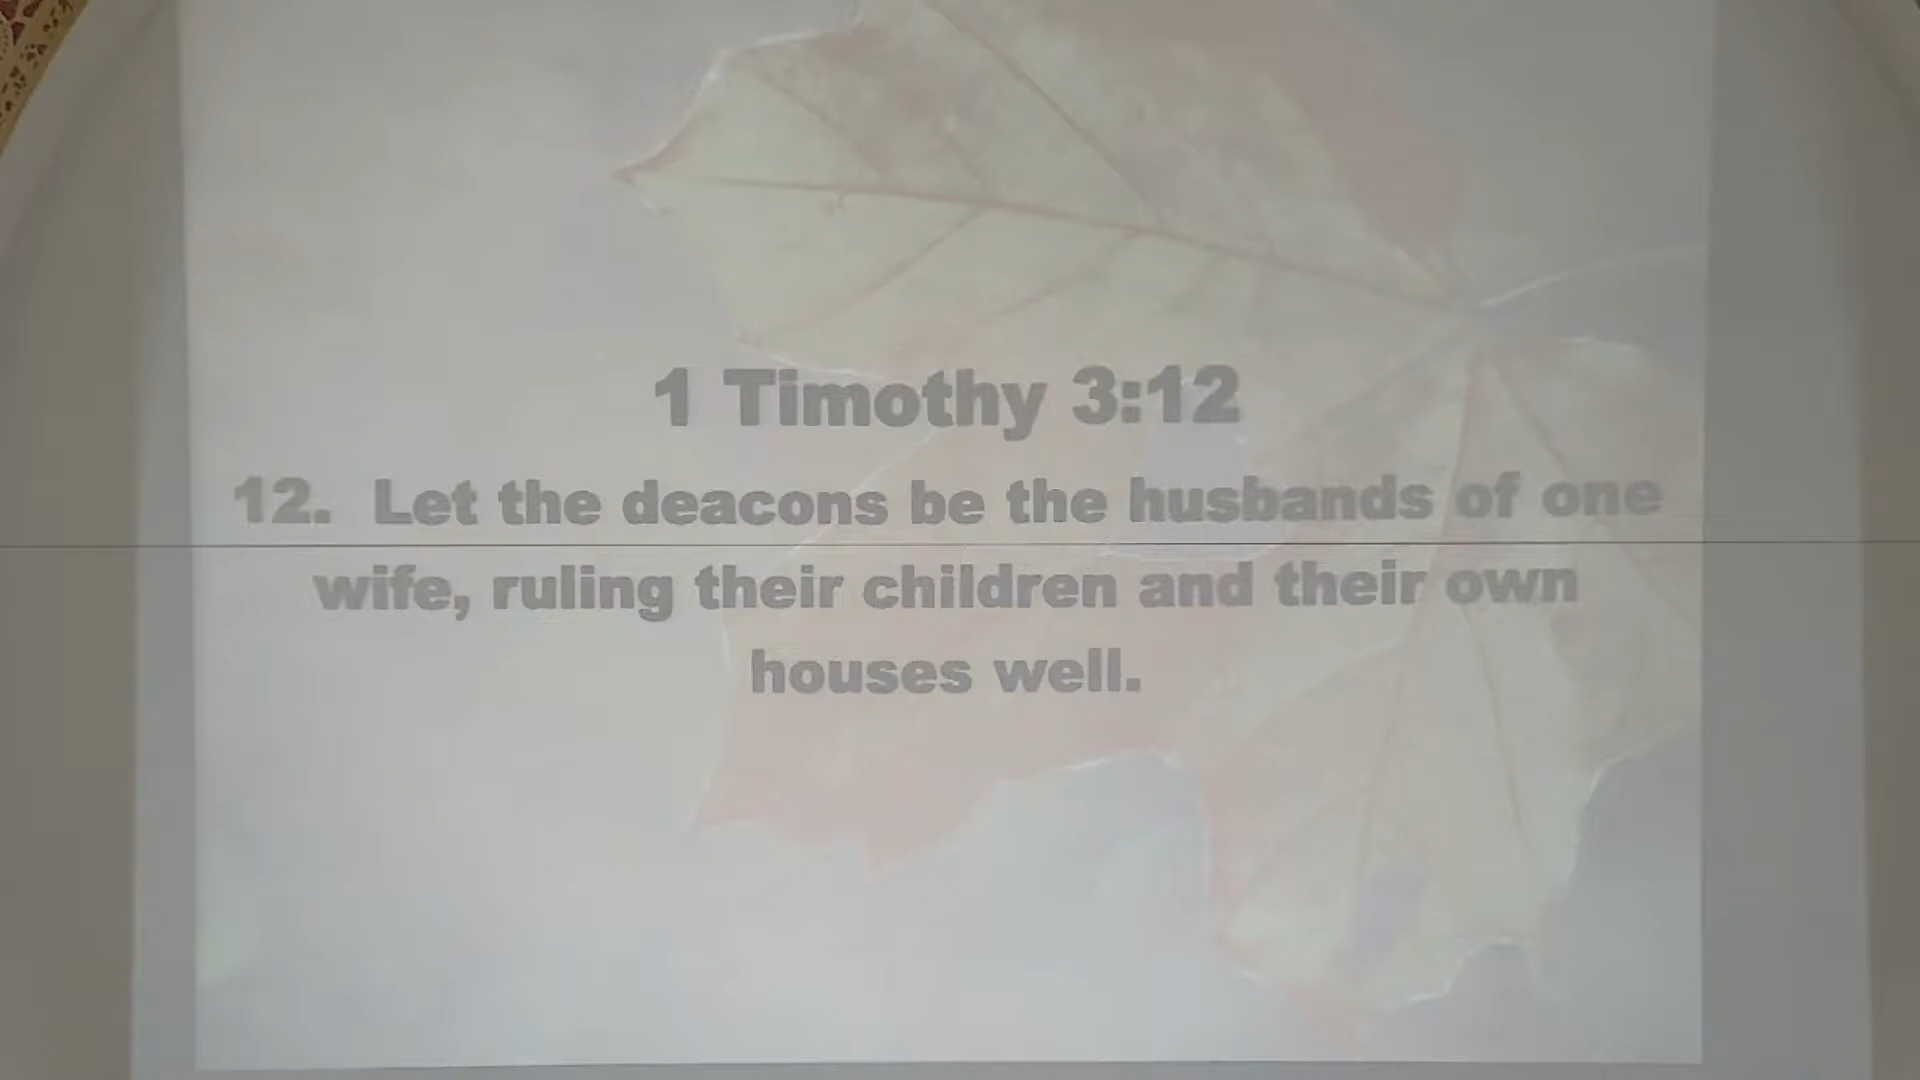 1 Timothy 3:12
12. Let the deacons be the husbands of one
wife, ruling their children and their own
houses well.